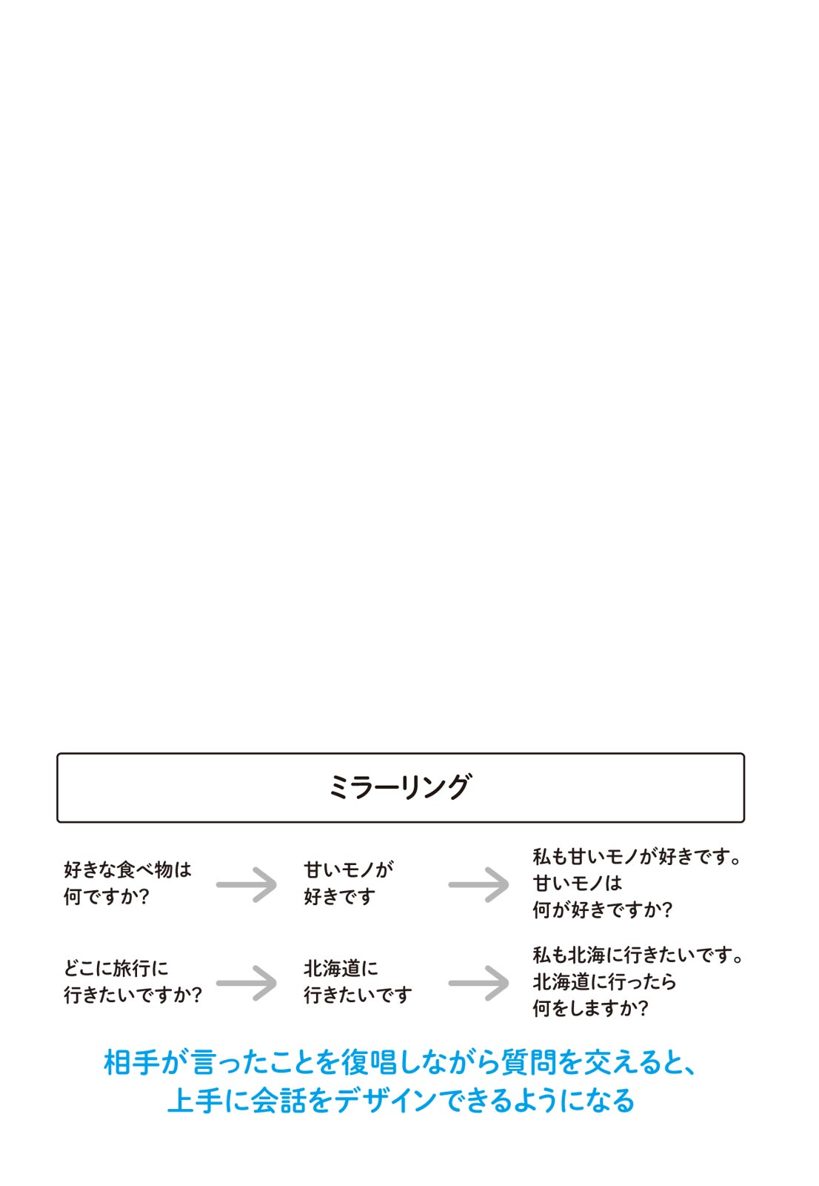 ミラーリング
好きな食べ物は
何ですか?
甘いモノが
好きです
私も甘いモノが好きです。
甘いモノは
何が好きですか?
どこに旅行に
行きたいですか?
北海道に
行きたいです
私も北海に行きたいです。
北海道に行ったら
何をしますか?
相手が言ったことを復唱しながら質問を交えると、
上手に会話をデザインできるようになる